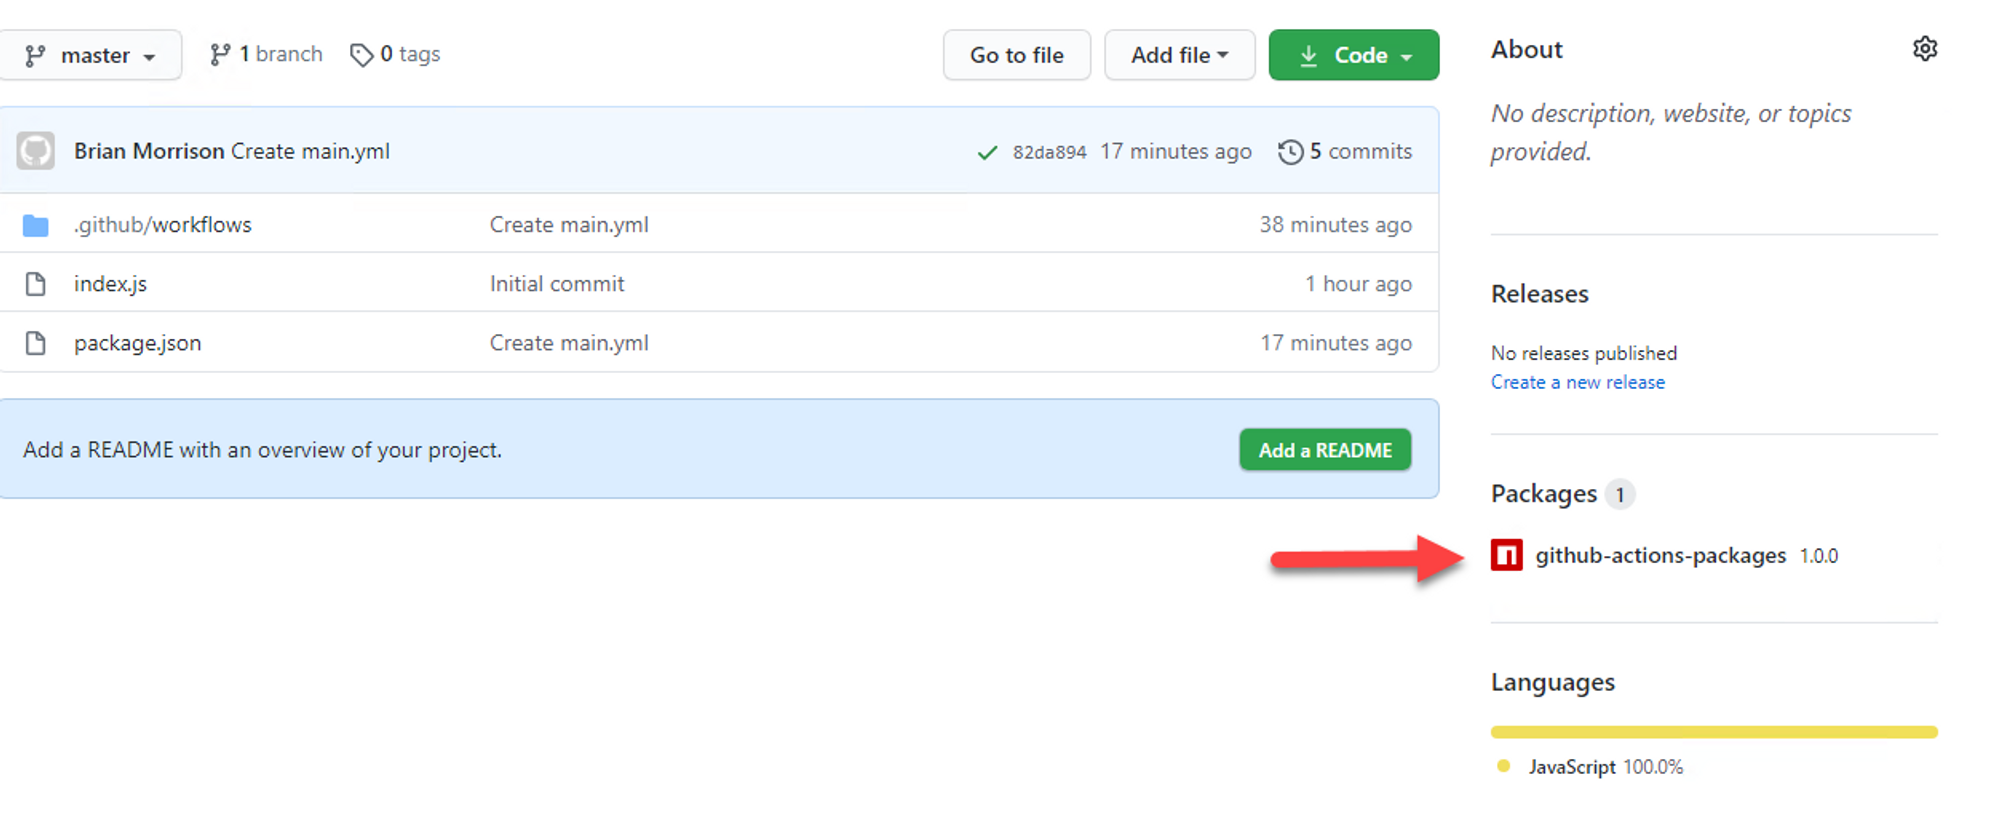 master 1 branch 0 tags Go to file Add file Code
Brian Morrison Create main.yml 82da894 17 minutes ago 5 commits
.github/workflows Create main.yml 38 minutes ago
index.js Initial commit 1 hour ago
package.json Create main.yml 17 minutes ago
Add a README with an overview of your project. Add a README
About
No description, website, or topics
provided.
Releases
No releases published
Create a new release
Packages 1
github-actions-packages 1.0.0
Languages
JavaScript 100.0%